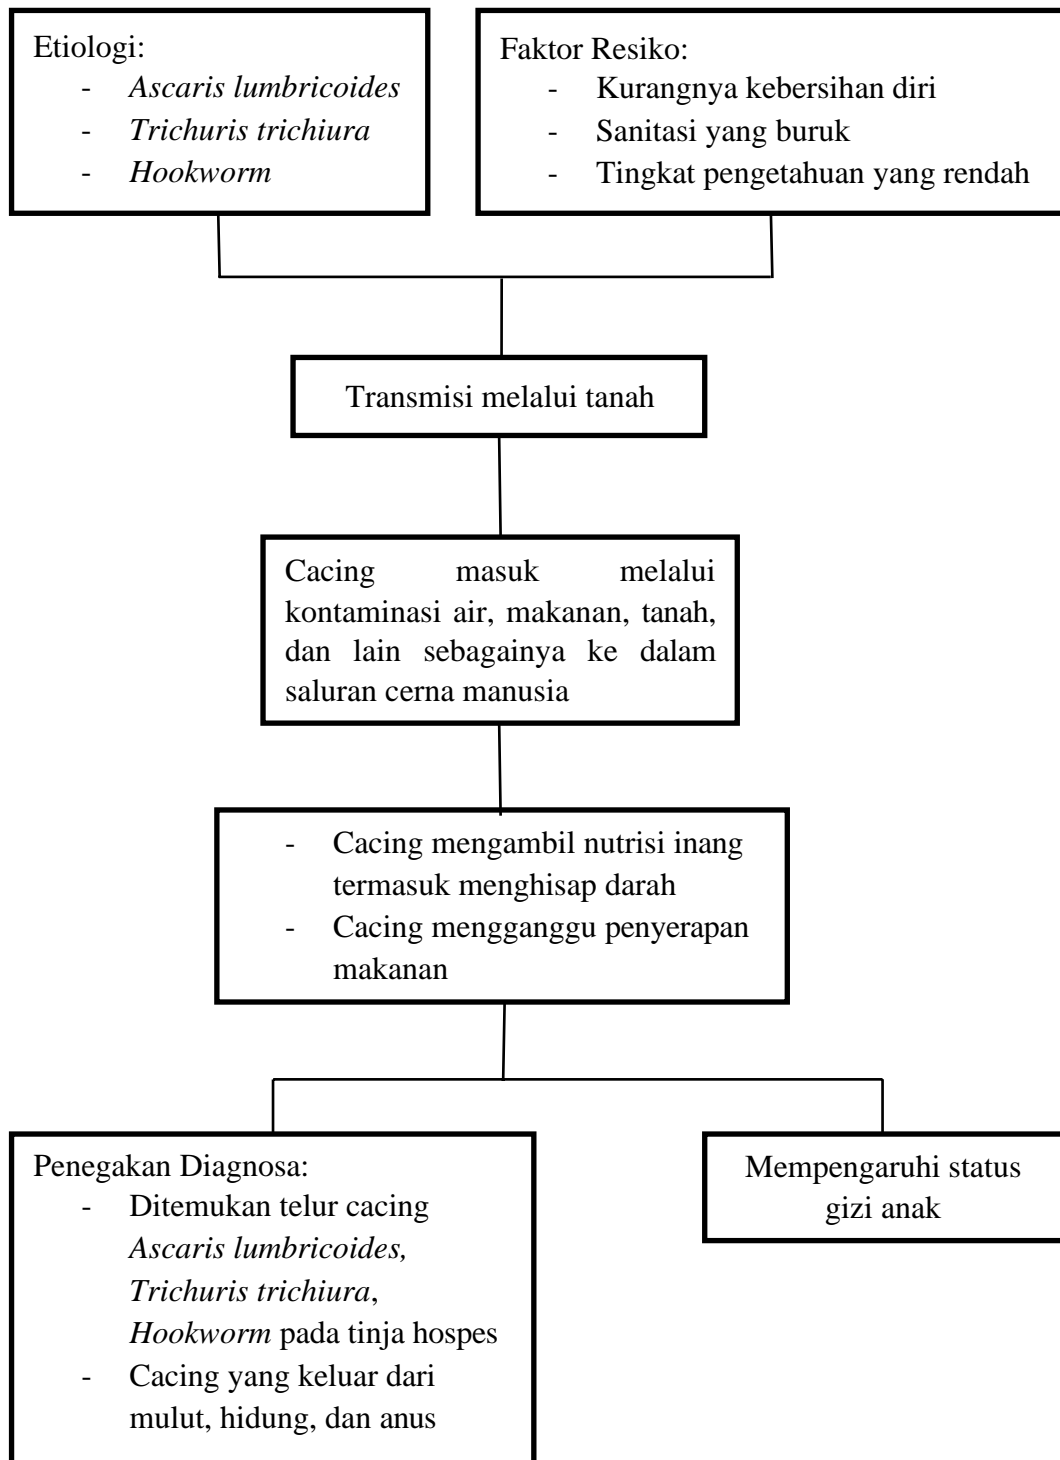 Etiologi:
- Ascaris lumbricoides
- Trichuris trichiura
- Hookworm
Faktor Resiko:
- Kurangnya kebersihan diri
- Sanitasi yang buruk
- Tingkat pengetahuan yang rendah
Transmisi melalui tanah
Cacing masuk melalui
kontaminasi air, makanan, tanah,
dan lain sebagainya ke dalam
saluran cerna manusia
- Cacing mengambil nutrisi inang
termasuk menghisap darah
- Cacing mengganggu penyerapan
makanan
Penegakan Diagnosa:
- Ditemukan telur cacing
Ascaris lumbricoides,
Trichuris trichiura,
Hookworm pada tinja hospes
- Cacing yang keluar dari
mulut, hidung, dan anus
Mempengaruhi status
gizi anak